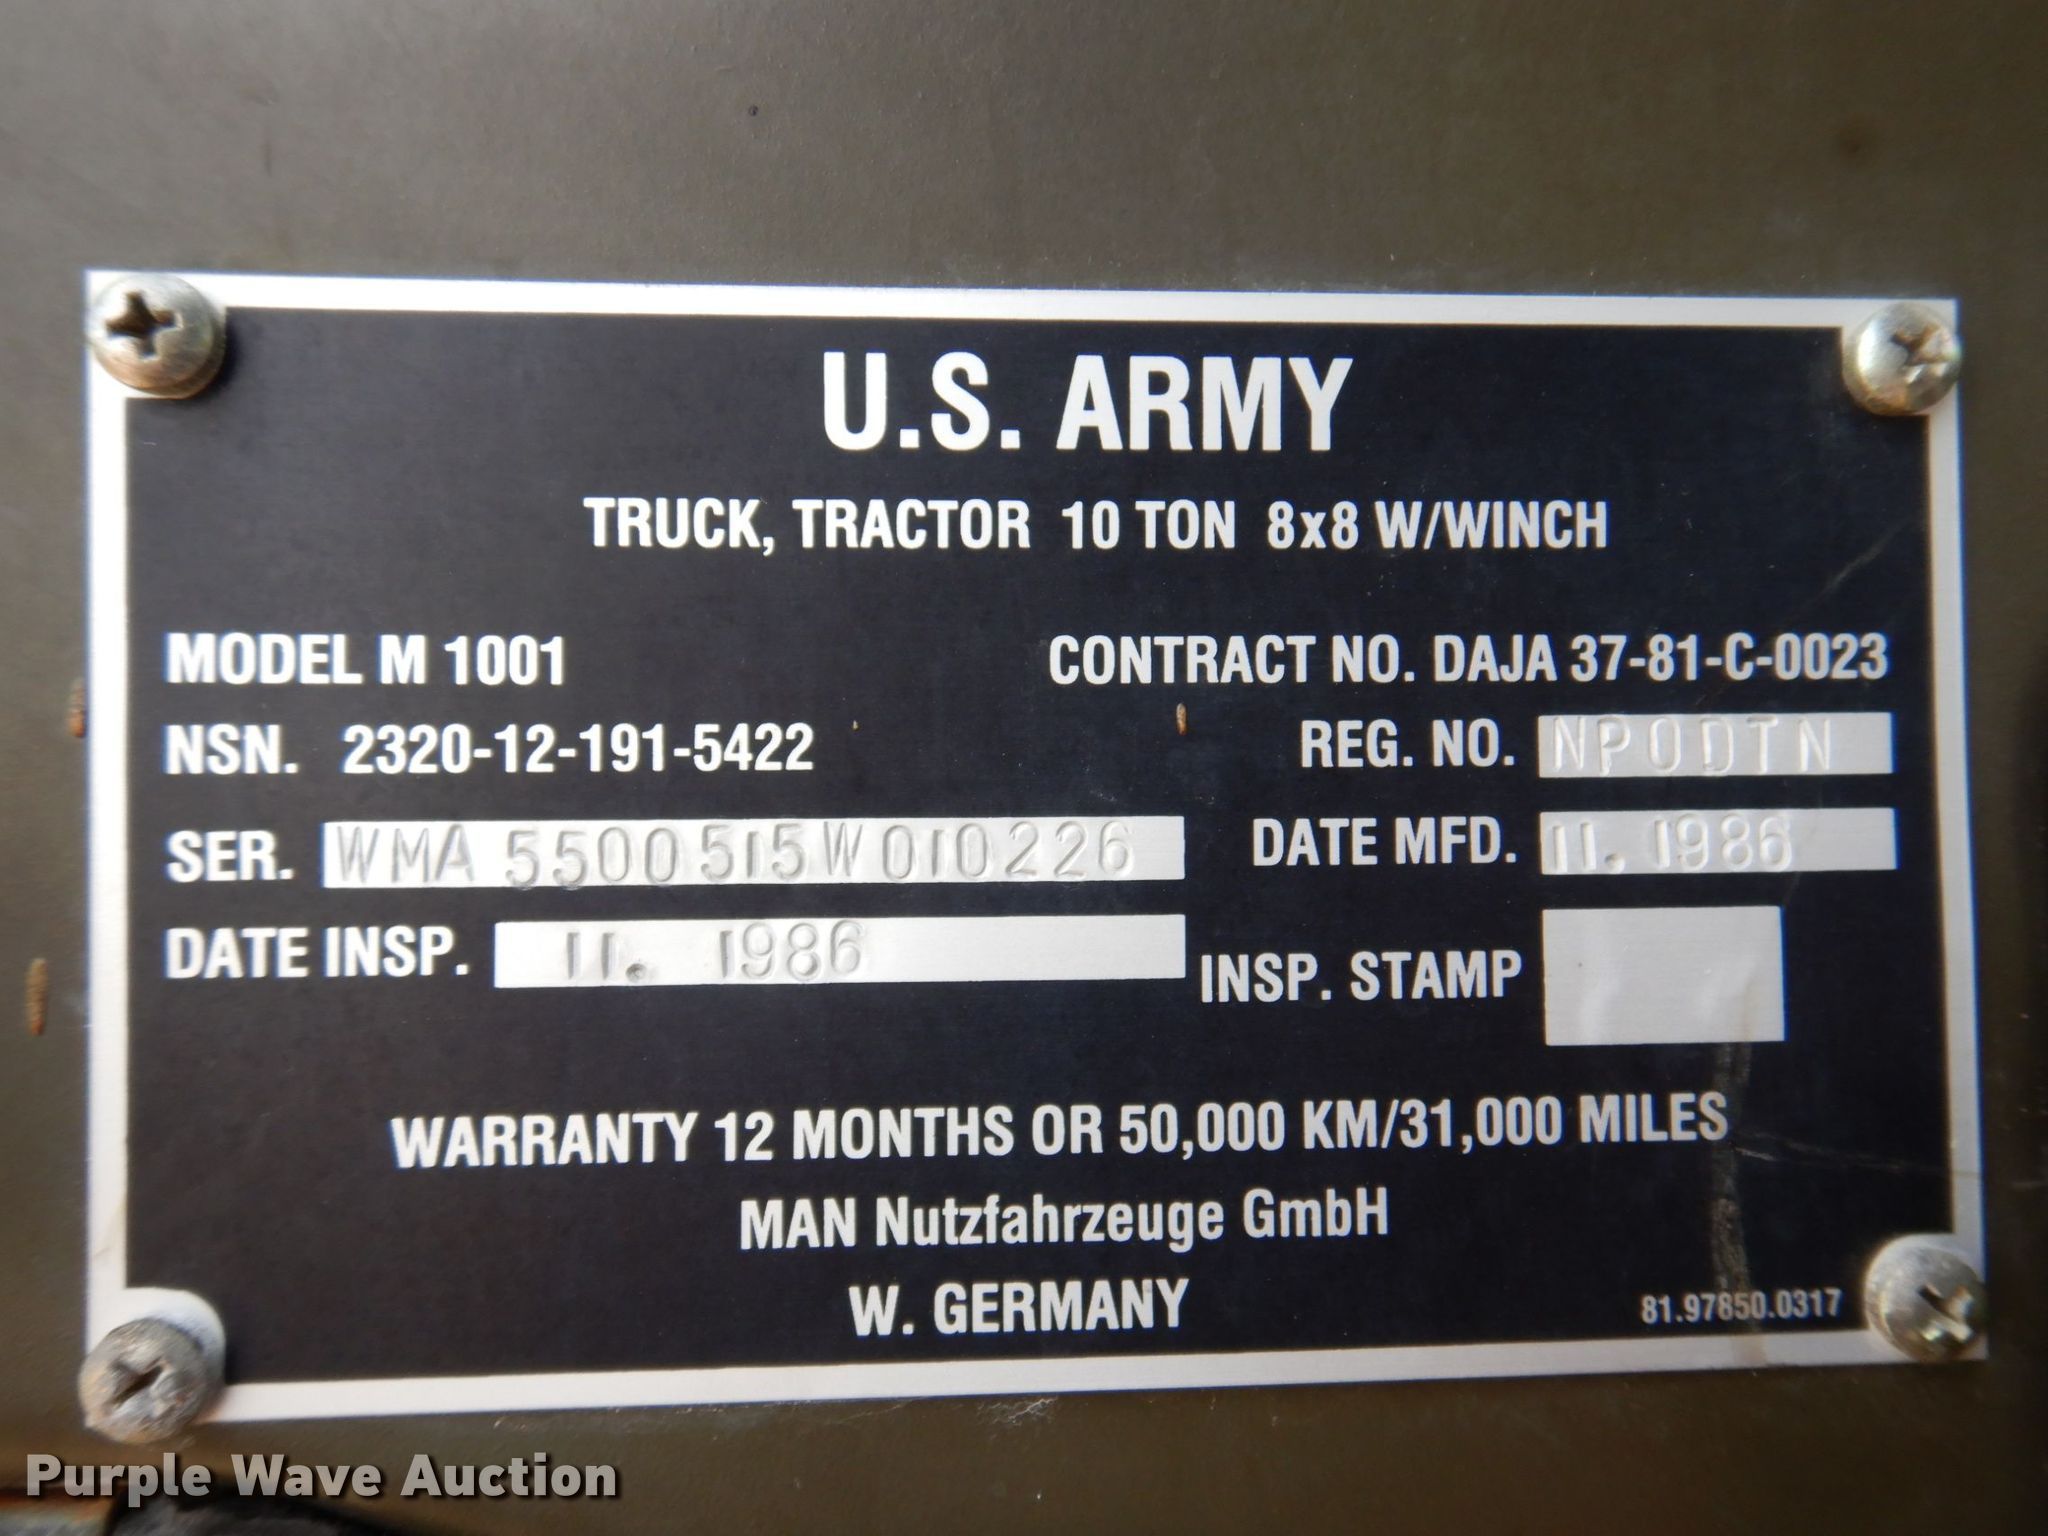 U.S. ARMY
TRUCK, TRACTOR 10 TON 8x8 W/WINCH
MODEL M 1001 CONTRACT NO. DAJA 37-81-C-0023
NSN. 2320-12-191-5422 REG. NO. NP0DTN
SER. WMA 5500515W010226 DATE MFD. 11. 1986
DATE INSP. 11. 1986 INSP. STAMP
WARRANTY 12 MONTHS OR 50,000 KM/31,000 MILES
MAN Nutzfahrzeuge GmbH
W. GERMANY
81.97850.0317
Purple Wave Auction